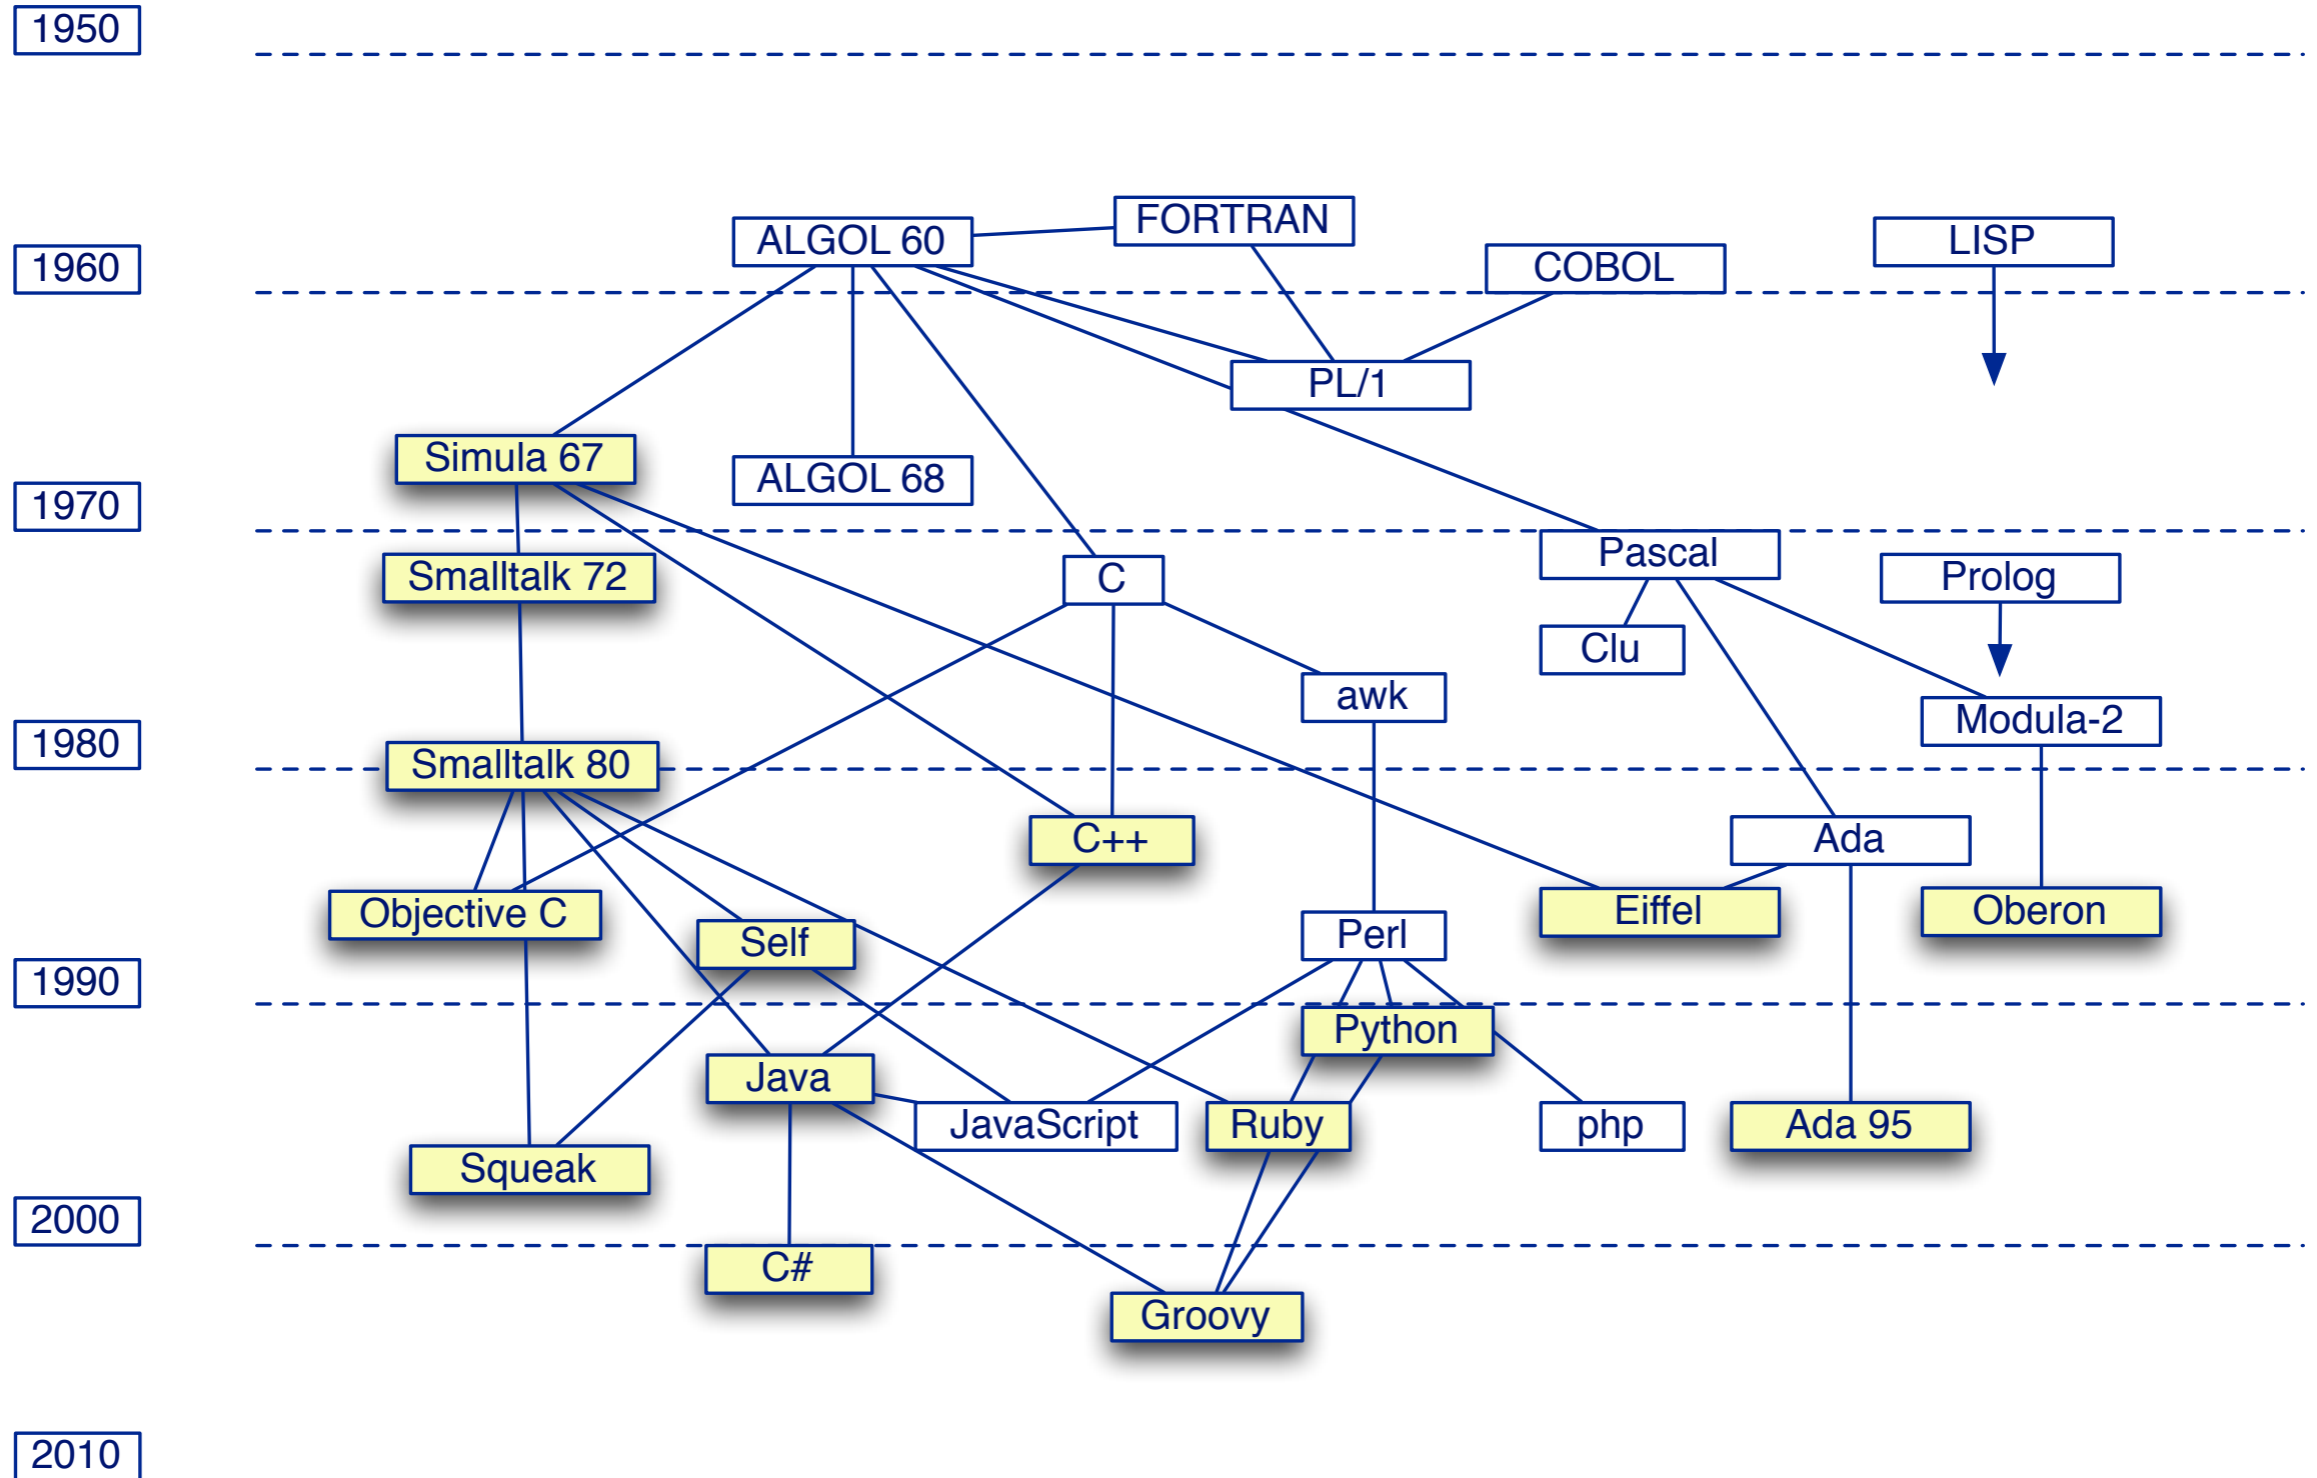 1950
FORTRAN
ALGOL 60
LISP
COBOL
1960
PL/1
Simula 67
ALGOL 68
1970
Pascal
Smalltalk 72
C
Prolog
Clu
awk
Modula-2
1980
Smalltalk 80
C++
Ada
Objective C
Eiffel
Oberon
Perl
Self
1990
Python
Java
JavaScript
Ruby
php
Ada 95
Squeak
2000
C#
Groovy
2010